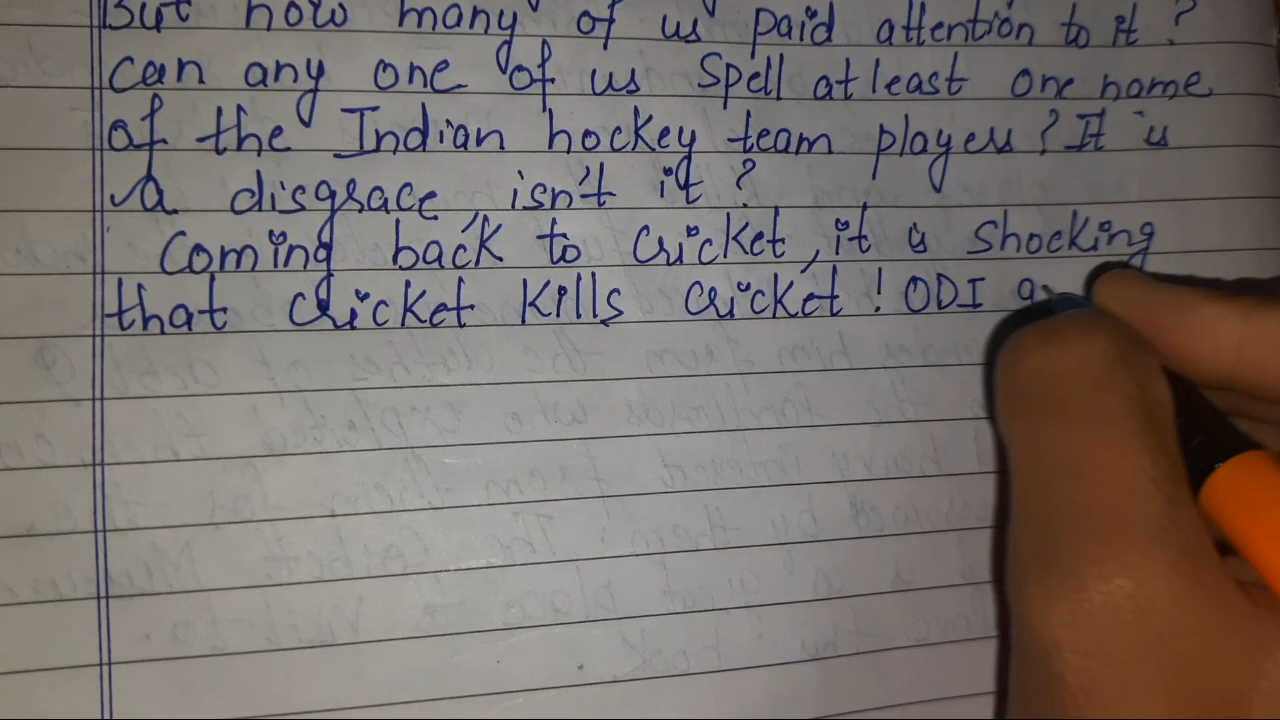 But how many of us paid attention to it?
can any one of us spell atleast one name
of the Indian hockey team players? It is
a disgrace, isn't it?
Coming back to cricket, it is shocking
that cricket kills cricket! ODI